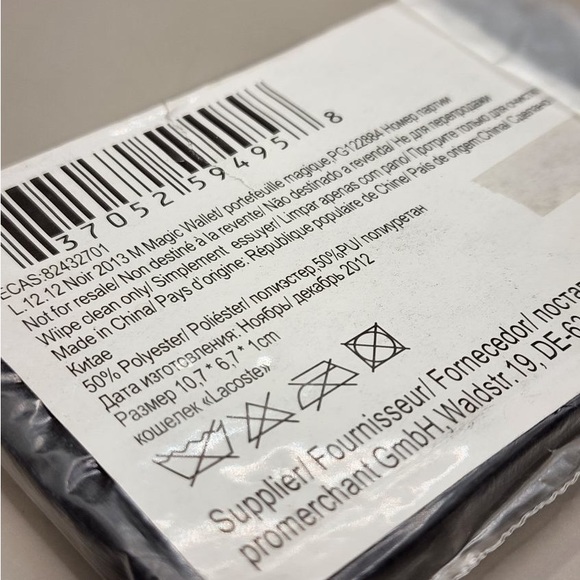 37052 59495 8
ECAS:82432701
L.12.12 Noir 2013 M Magic Wallet/ portefeuille magique,PG122884 Номер партии
Not for resale/ Non destiné à la revente/ Não destinado a revenda/ Не для перепродажи
Wiipe clean only/ Simplement. essuyer/ Limpar apenas com pano/ Протрите только для очистки
Made in China/ Pays d'origine: République populaire de Chine/ País de origem:China/ Сделано в
Китае
50% Polyester/ Poliéster/ полиэстер.50%PU/ полиуретан
Дата изготовления: Ноябрь/ декабрь 2012
Размер 10,7* 6,7* 1cm
кошелек «Lacoste»
Supplier/ Fournisseur/ Fornecedor/ постав
promerchant GmbH,Waldstr.19, DE-63